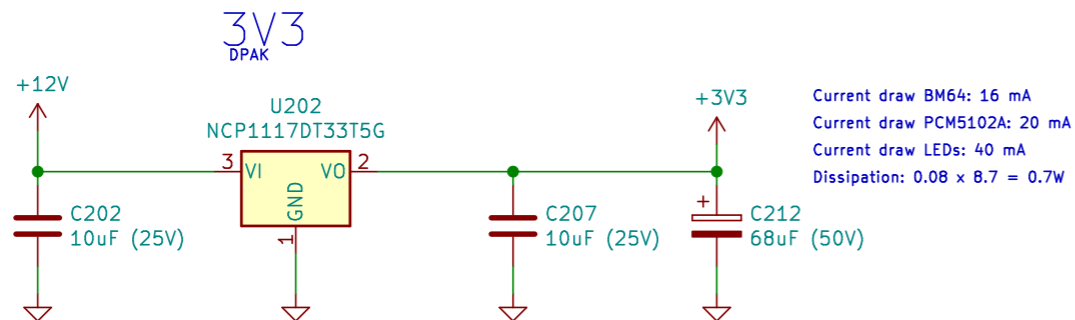 3V3
DPAK
+12V
U202
NCP1117DT33T5G
3
VI
VO
2
GND
1
C202
10uF (25V)
C207
10uF (25V)
+3V3
+
C212
68uF (50V)
Current draw BM64: 16 mA
Current draw PCM5102A: 20 mA
Current draw LEDs: 40 mA
Dissipation: 0.08 x 8.7 = 0.7W